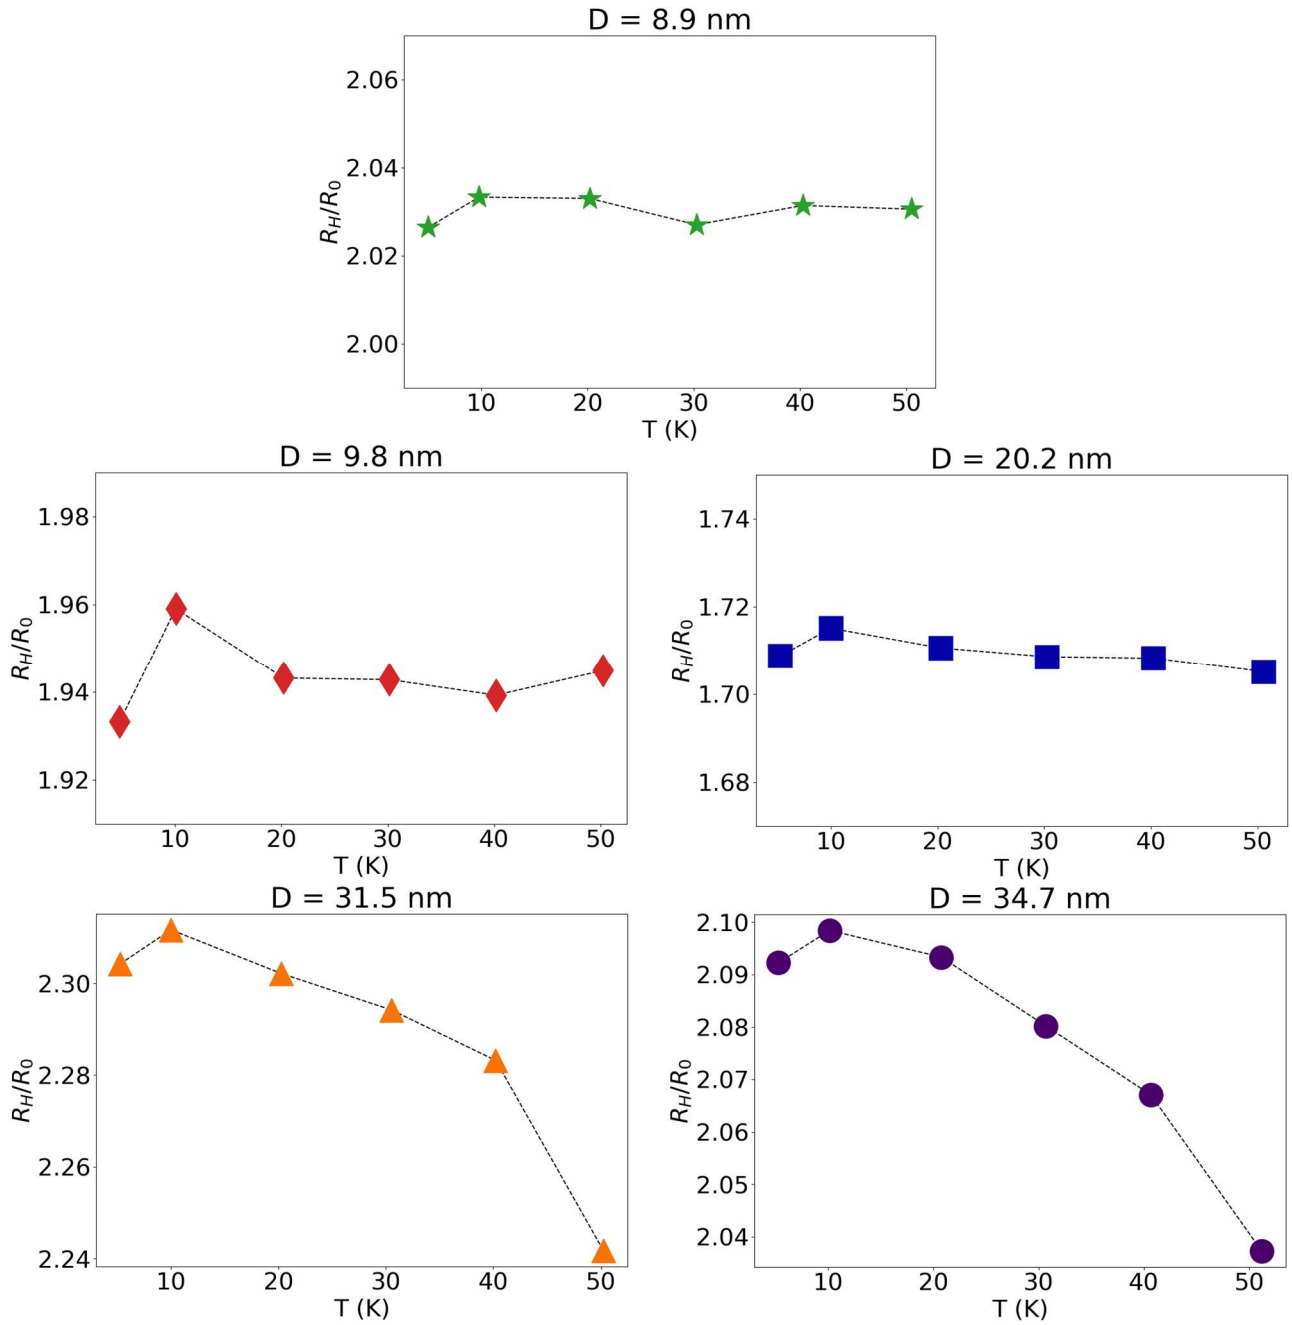 D = 8.9 nm
2.06
2.04
2.02
2.00
R_H/R_0
10 20 30 40 50
T (K)
D = 9.8 nm
1.98
1.96
1.94
1.92
R_H/R_0
10 20 30 40 50
T (K)
D = 20.2 nm
1.74
1.72
1.70
1.68
R_H/R_0
10 20 30 40 50
T (K)
D = 31.5 nm
2.30
2.28
2.26
2.24
R_H/R_0
10 20 30 40 50
T (K)
D = 34.7 nm
2.10
2.09
2.08
2.07
2.06
2.05
2.04
R_H/R_0
10 20 30 40 50
T (K)